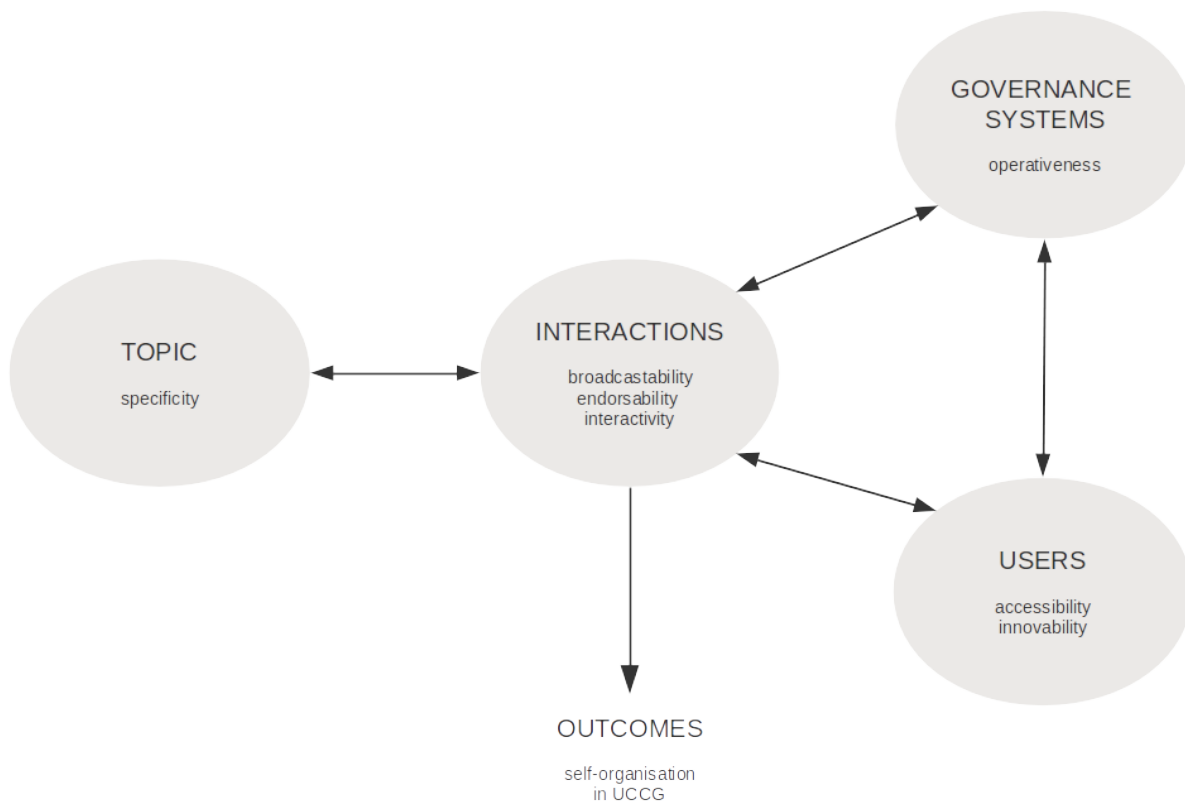 GOVERNANCE
SYSTEMS
operativeness
TOPIC
specificity
INTERACTIONS
broadcastability
endorsability
interactivity
USERS
accessibility
innovability
OUTCOMES
self-organisation
in UCCG